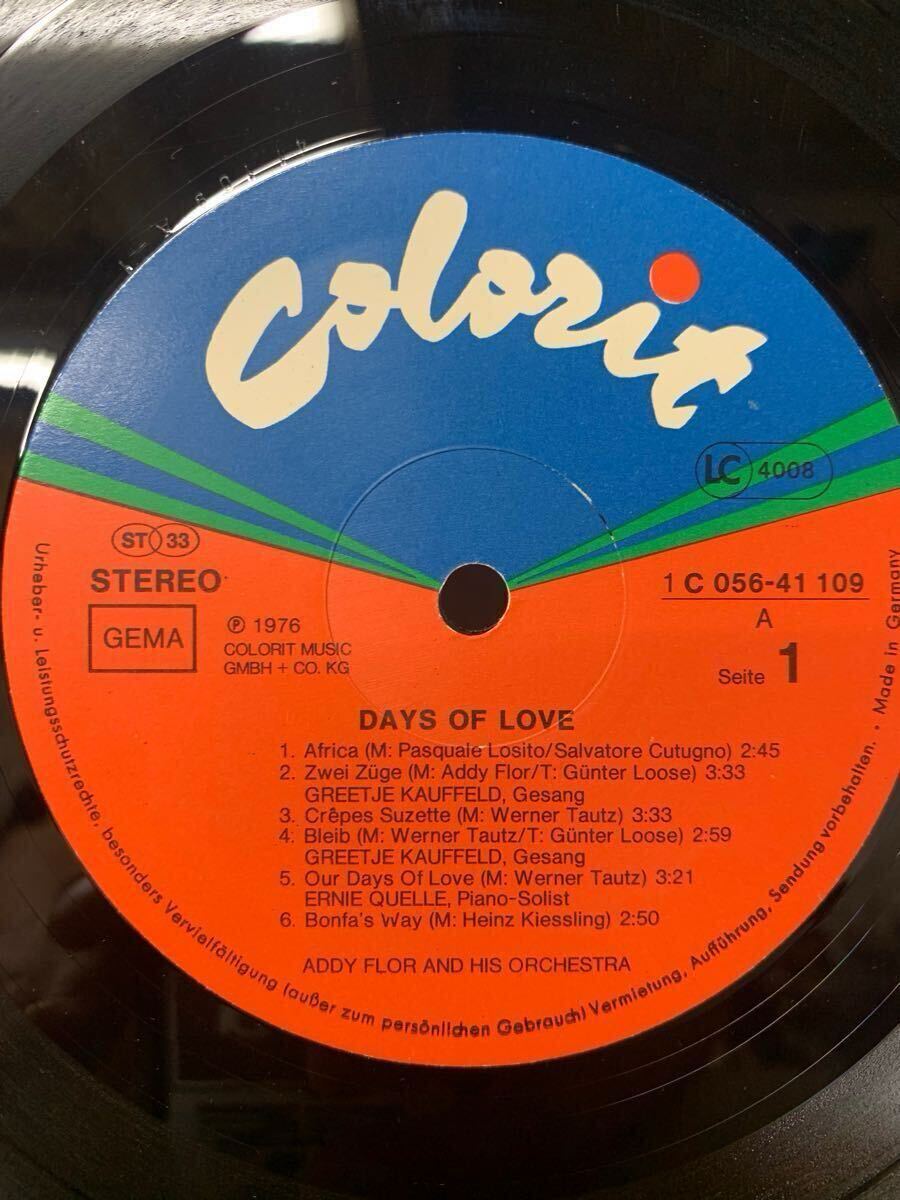 Colorit
LC 4008
ST 33
STEREO
GEMA
℗ 1976
COLORIT MUSIC
GMBH + CO. KG
1 C 056-41 109
A
Seite 1
DAYS OF LOVE
1. Africa (M: Pasquale Losito/Salvatore Cutugno) 2:45
2. Zwei Züge (M: Addy Flor/T: Günter Loose) 3:33
GREETJE KAUFFELD, Gesang
3. Crêpes Suzette (M: Werner Tautz) 3:33
4. Bleib (M: Werner Tautz/T: Günter Loose) 2:59
GREETJE KAUFFELD, Gesang
5. Our Days Of Love (M: Werner Tautz) 3:21
ERNIE QUELLE, Piano-Solist
6. Bonfa's Way (M: Heinz Kiessling) 2:50
ADDY FLOR AND HIS ORCHESTRA
Urheber- u. Leistungsschutzrechte, besonders Vervielfältigung (außer zum persönlichen Gebrauch) Vermietung, Aufführung, Sendung vorbehalten. • Made in Germany